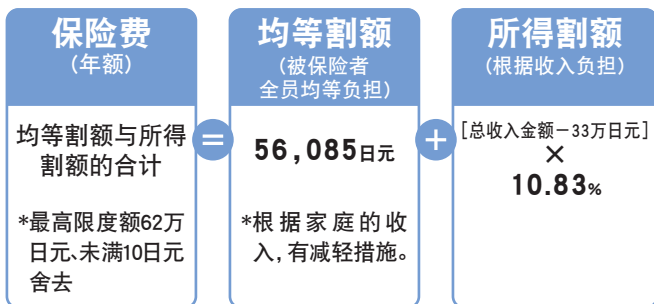 保险费
（年额）
均等割额与所得
割额的合计
*最高限度额62万
日元、未满10日元
舍去
=
均等割额
（被保险者
全员均等负担）
56,085日元
*根据家庭的收
入，有减轻措施。
+
所得割额
（根据收入负担）
[总收入金额－33万日元]
×
10.83%